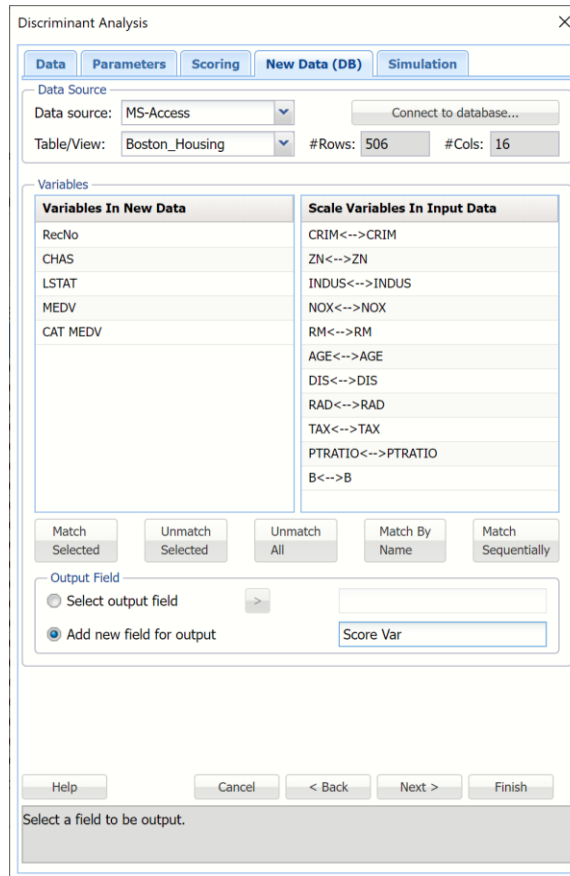 Discriminant Analysis
Data Parameters Scoring New Data (DB) Simulation
Data Source
Data source: MS-Access Connect to database...
Table/View: Boston_Housing #Rows: 506 #Cols: 16
Variables
Variables In New Data Scale Variables In Input Data
RecNo CRIM<-->CRIM
CHAS ZN<-->ZN
LSTAT INDUS<-->INDUS
MEDV NOX<-->NOX
CAT MEDV RM<-->RM
AGE<-->AGE
DIS<-->DIS
RAD<-->RAD
TAX<-->TAX
PTRATIO<-->PTRATIO
B<-->B
Match Unmatch Unmatch Match By Match
Selected Selected All Name Sequentially
Output Field
Select output field >
Add new field for output Score Var
Help Cancel < Back Next > Finish
Select a field to be output.